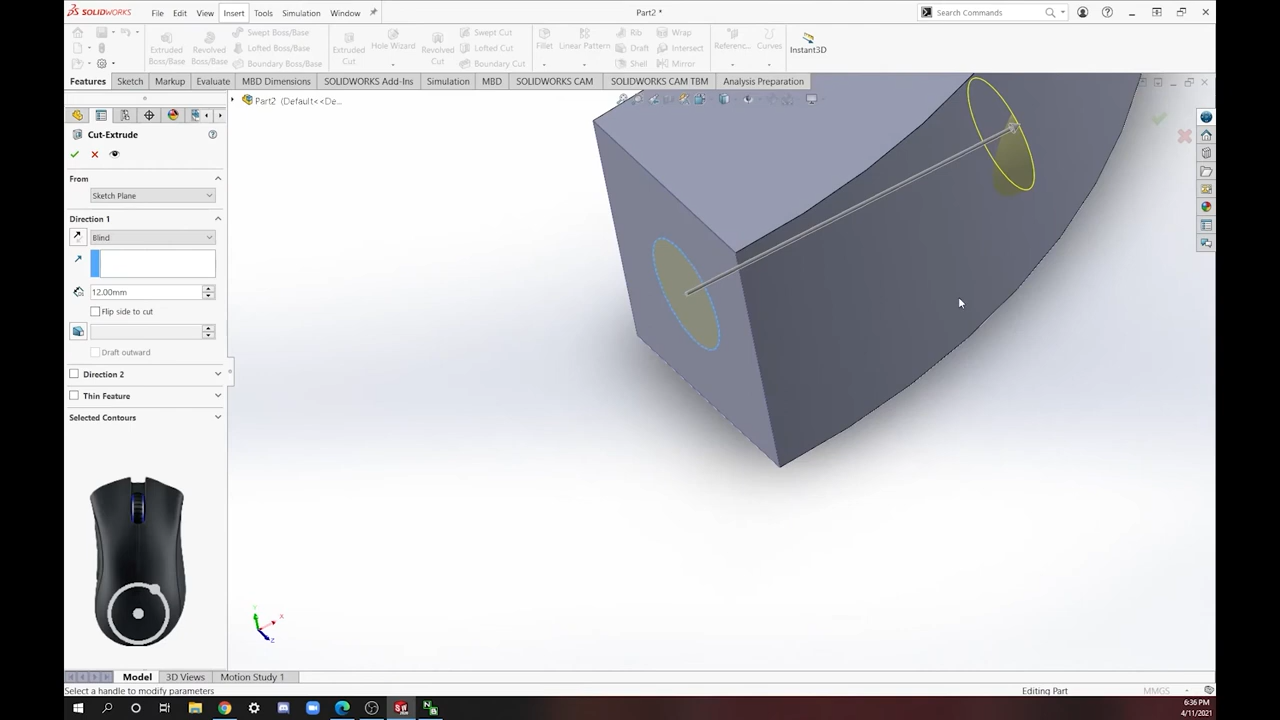 SOLIDWORKS
File Edit View Insert Tools Simulation Window
Part2 *
Search Commands
Extruded Boss/Base
Revolved Boss/Base
Swept Boss/Base
Lofted Boss/Base
Boundary Boss/Base
Extruded Cut
Hole Wizard
Revolved Cut
Swept Cut
Lofted Cut
Boundary Cut
Fillet
Linear Pattern
Rib
Draft
Shell
Wrap
Intersect
Mirror
Referenc...
Curves
Instant3D
Features Sketch Markup Evaluate MBD Dimensions SOLIDWORKS Add-Ins Simulation MBD SOLIDWORKS CAM SOLIDWORKS CAM TBM Analysis Preparation
Part2 (Default<<De...
Cut-Extrude
From
Sketch Plane
Direction 1
Blind
12.00mm
Flip side to cut
Draft outward
Direction 2
Thin Feature
Selected Contours
Y
X
Z
Model 3D Views Motion Study 1
Select a handle to modify parameters
Editing Part
MMGS
6:36 PM
4/11/2021